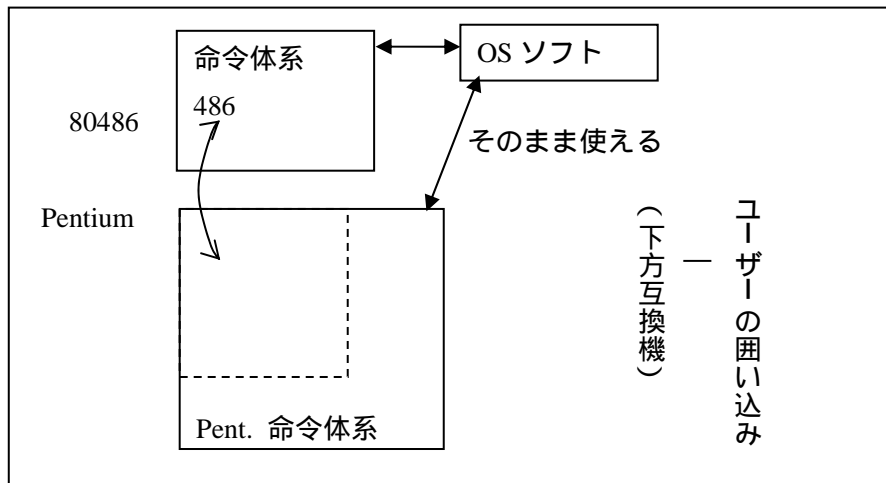 命令体系
486
OS ソフト
80486
そのまま使える
Pentium
ユーザーの囲い込み
―
（下方互換機）
Pent. 命令体系